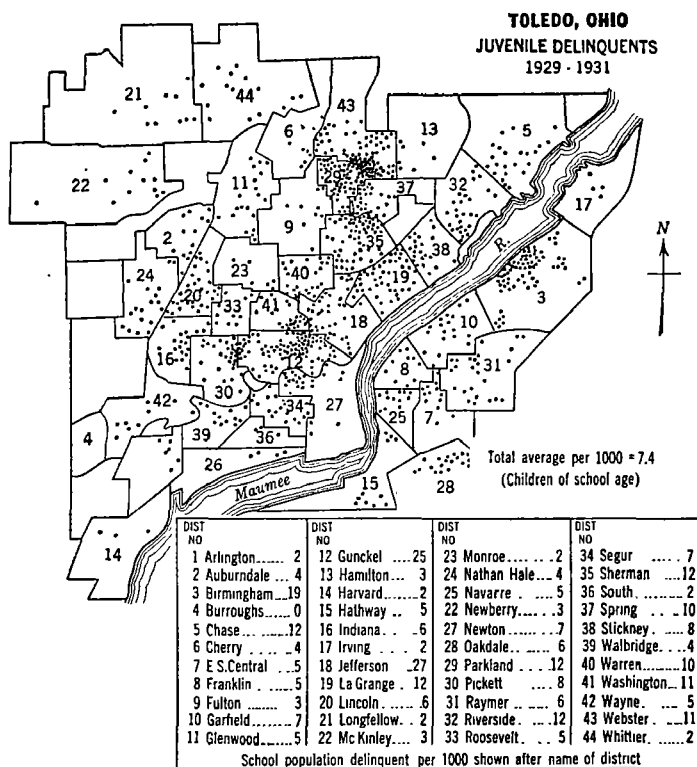 TOLEDO, OHIO
JUVENILE DELINQUENTS
1929 - 1931
21
44
43
6
13
5
29
22
11
37
32
17
9
35
N
2
38
R.
24
23
40
19
20
33
41
18
3
10
16
12
8
31
30
27
42
34
25
7
4
39
36
26
Total average per 1000 = 7.4
(Children of school age)
Maumee
15
28
14
DIST
NO
1 Arlington...... 2
2 Auburndale ... 4
3 Birmingham...19
4 Burroughs .....0
5 Chase ......... 12
6 Cherry ....... 4
7 E S.Central ...5
8 Franklin ...... 5
9 Fulton ........ 3
10 Garfield........ 7
11 Glenwood...... 5
DIST
NO
12 Gunckel ....25
13 Hamilton... 3
14 Harvard.....2
15 Hathway .. 5
16 Indiana. . ..6
17 Irving .... 2
18 Jefferson ..27
19 La Grange . 12
20 Lincoln.... .6
21 Longfellow. . 2
22 Mc Kinley... 3
DIST
NO
23 Monroe..... ..2
24 Nathan Hale...4
25 Navarre. ... 5
26 Newberry.....3
27 Newton ......7
28 Oakdale..... 6
29 Parkland ....12
30 Pickett .... 8
31 Raymer .... 6
32 Riverside. ...12
33 Roosevelt. . 5
DIST
NO
34 Segur ..... 7
35 Sherman ....12
36 South.. .... 2
37 Spring ... 10
38 Stickney. .... 8
39 Walbridge. ...4
40 Warren.......10
41 Washington...11
42 Wayne. .. 5
43 Webster. ....11
44 Whittier. .....2
School population delinquent per 1000 shown after name of district